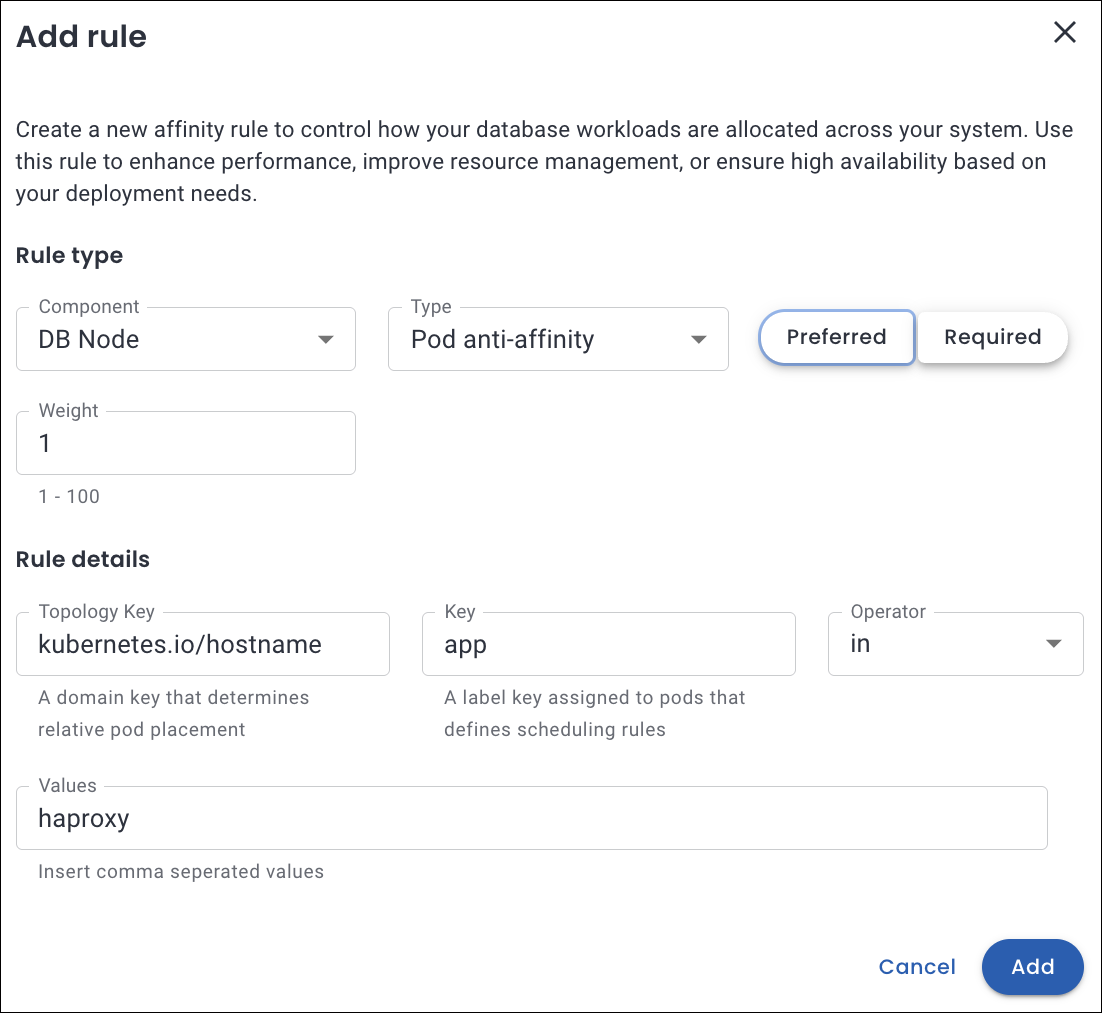 Add rule
Create a new affinity rule to control how your database workloads are allocated across your system. Use
this rule to enhance performance, improve resource management, or ensure high availability based on
your deployment needs.
Rule type
Component
DB Node
Type
Pod anti-affinity
Preferred
Required
Weight
1
1 - 100
Rule details
Topology Key
kubernetes.io/hostname
A domain key that determines
relative pod placement
Key
app
A label key assigned to pods that
defines scheduling rules
Operator
in
Values
haproxy
Insert comma seperated values
Cancel
Add